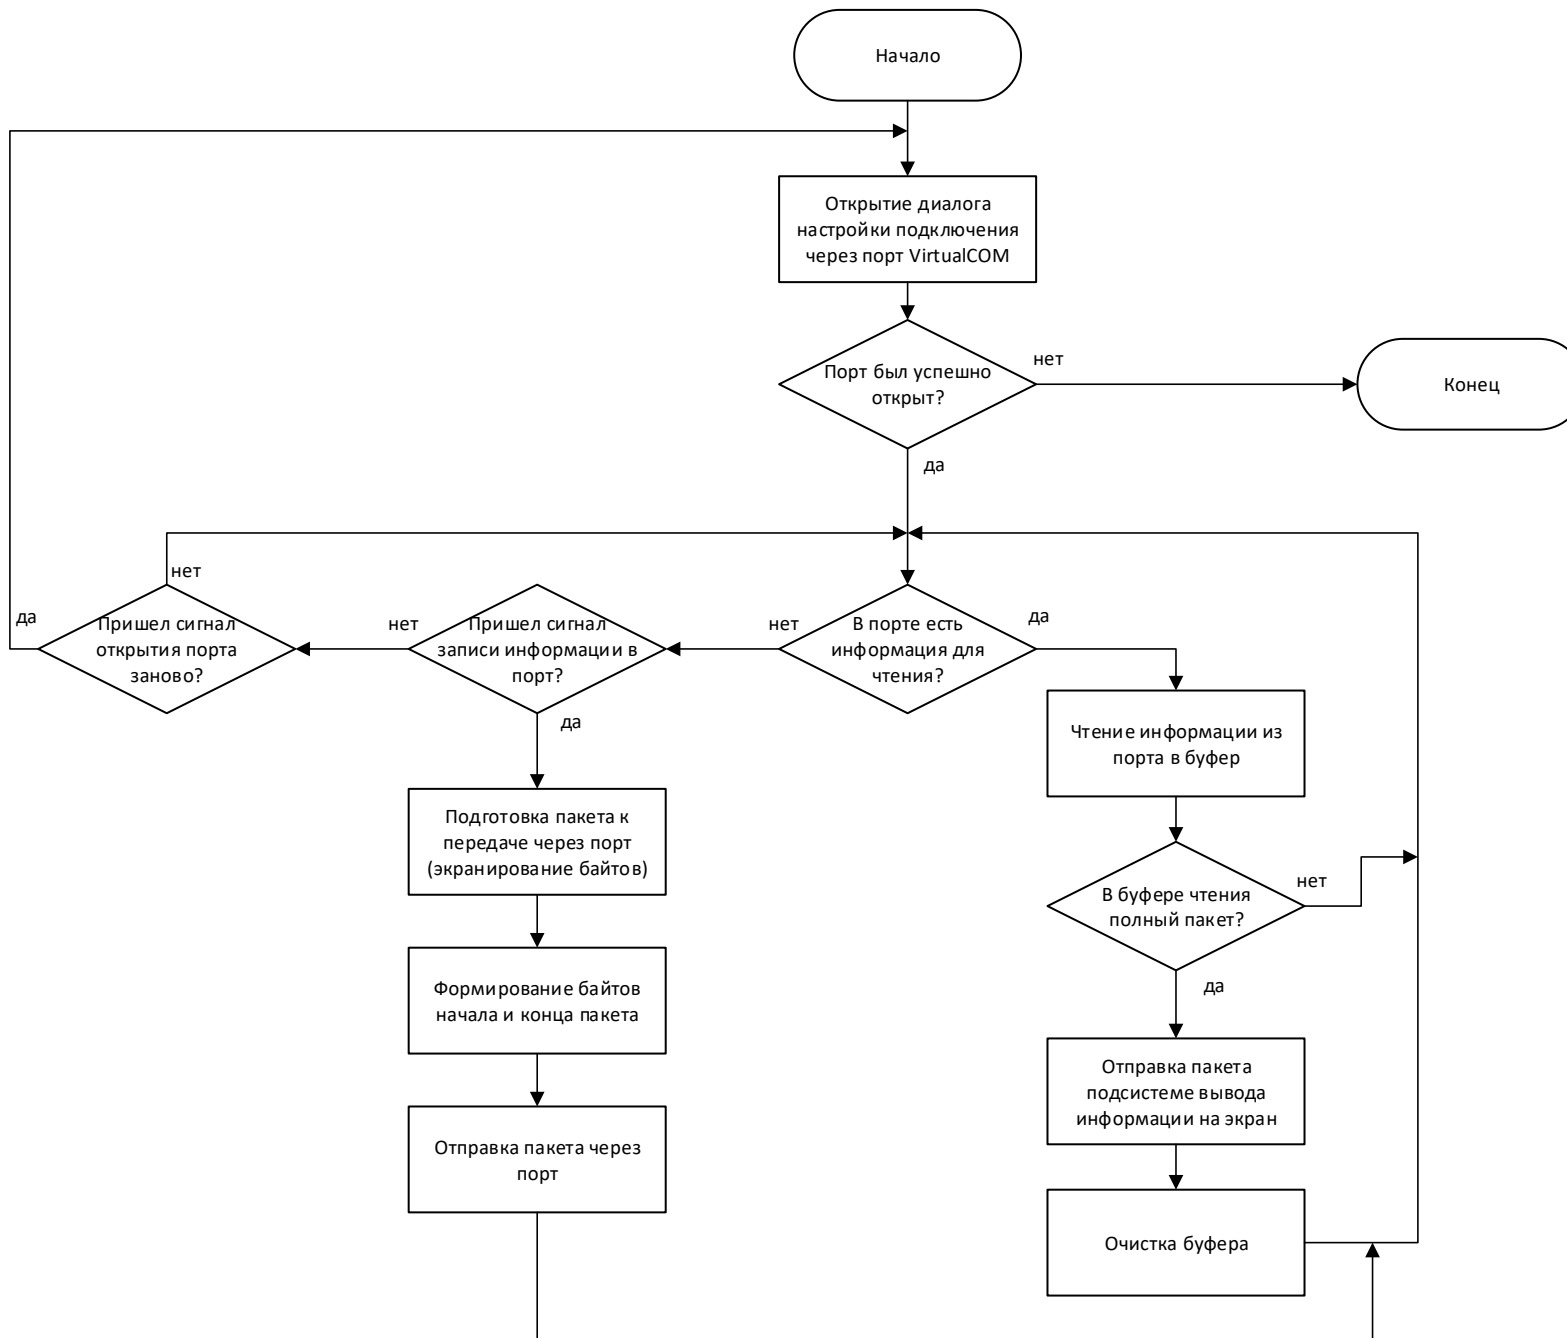 Начало
Открытие диалога
настройки подключения
через порт VirtualCOM
Порт был успешно
открыт?
нет
Конец
да
нет
да
Пришел сигнал
открытия порта
заново?
нет
Пришел сигнал
записи информации в
порт?
нет
В порте есть
информация для
чтения?
да
да
Чтение информации из
порта в буфер
Подготовка пакета к
передаче через порт
(экранирование байтов)
В буфере чтения
полный пакет?
нет
да
Формирование байтов
начала и конца пакета
Отправка пакета
подсистеме вывода
информации на экран
Отправка пакета через
порт
Очистка буфера